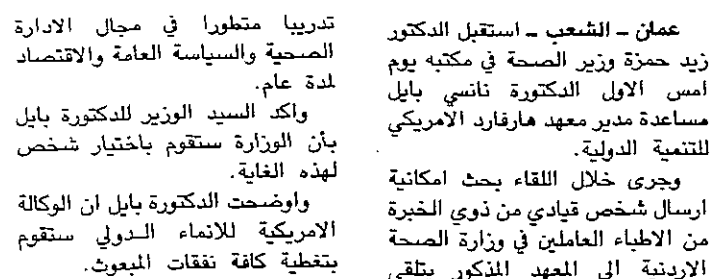 عمان ـ الشعب ـ استقبل الدكتور
زيد حمزة وزير الصحة في مكتبه يوم
امس الاول الدكتورة نانسي بايل
مساعدة مدير معهد هارفارد الامريكي
للتنمية الدولية.
وجرى خلال اللقاء بحث امكانية
ارسال شخص قيادي من ذوي الخبرة
من الاطباء العاملين في وزارة الصحة
الاردنية الى المعهد المذكور يتلقى
تدريبا متطورا في مجال الادارة
الصحية والسياسة العامة والاقتصاد
لمدة عام.
واكد السيد الوزير للدكتورة بايل
بأن الوزارة ستقوم باختيار شخص
لهذه الغاية.
واوضحت الدكتورة بايل ان الوكالة
الامريكية للانماء الدولي ستقوم
بتغطية كافة نفقات المبعوث.